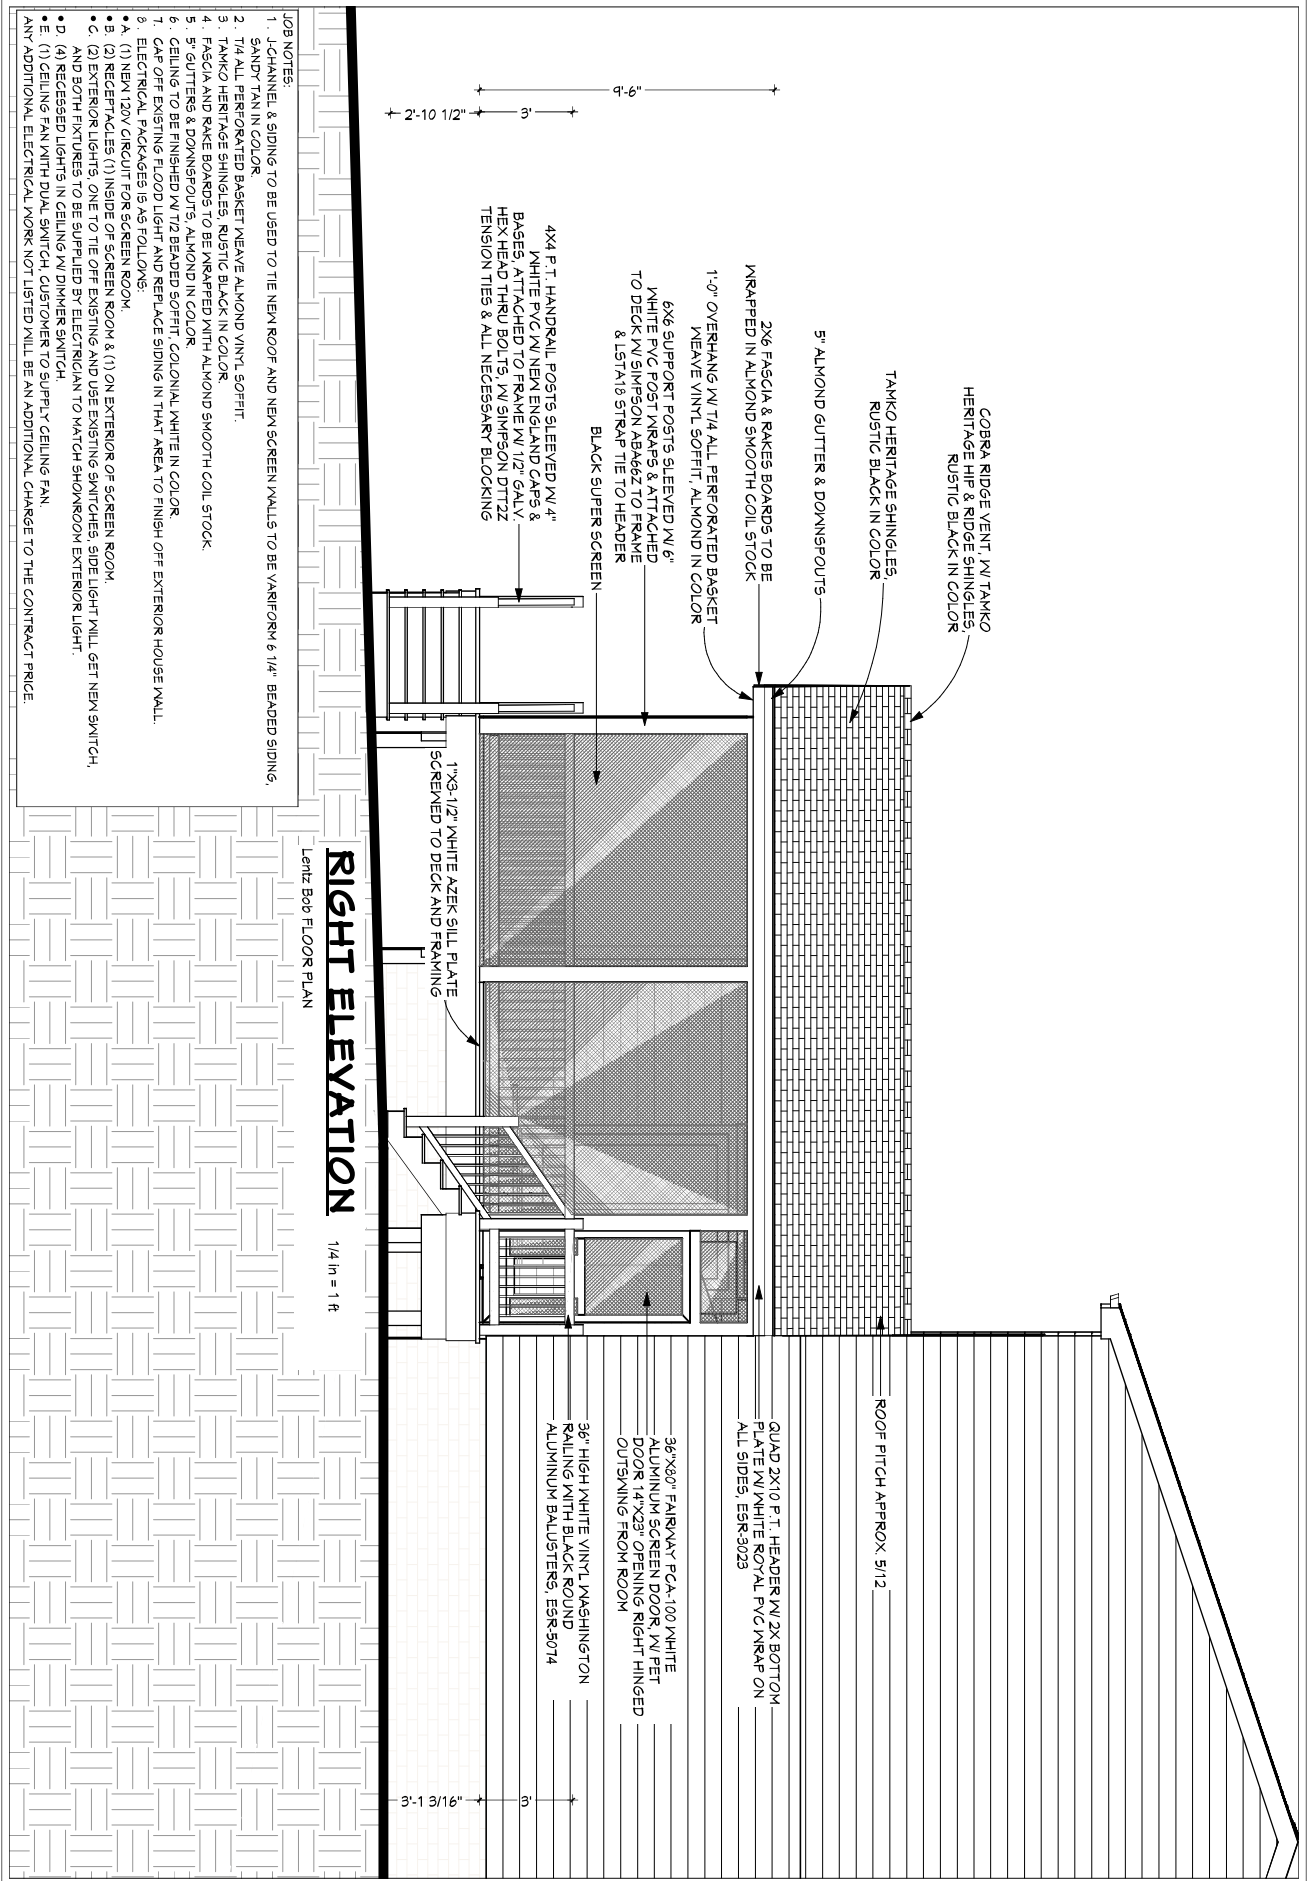 COBRA RIDGE VENT, W/ TAMKO
HERITAGE HIP & RIDGE SHINGLES,
RUSTIC BLACK IN COLOR
TAMKO HERITAGE SHINGLES,
RUSTIC BLACK IN COLOR
5" ALMOND GUTTER & DOWNSPOUTS
2X6 FASCIA & RAKES BOARDS TO BE
WRAPPED IN ALMOND SMOOTH COIL STOCK
1'-0" OVERHANG W/ T/4 ALL PERFORATED BASKET
WEAVE VINYL SOFFIT, ALMOND IN COLOR
6X6 SUPPORT POSTS SLEEVED W/ 6"
WHITE PVC POST WRAPS & ATTACHED
TO DECK W/ SIMPSON ABA66Z TO FRAME
& LSTA18 STRAP TIE TO HEADER
BLACK SUPER SCREEN
4X4 P.T. HANDRAIL POSTS SLEEVED W/ 4"
WHITE PVC W/ NEW ENGLAND CAPS &
BASES, ATTACHED TO FRAME W/ 1/2" GALV.
HEX HEAD THRU BOLTS, W/ SIMPSON DTT2Z
TENSION TIES & ALL NECESSARY BLOCKING
9'-6"
3'
2'-10 1/2"
1"X3-1/2" WHITE AZEK SILL PLATE
SCREWED TO DECK AND FRAMING
ROOF PITCH APPROX. 5/12
QUAD 2X10 P.T. HEADER W/ 2X BOTTOM
PLATE W/ WHITE ROYAL PVC WRAP ON
ALL SIDES, ESR-3023
36"X80" FAIRWAY PCA-100 WHITE
ALUMINUM SCREEN DOOR, W/ PET
DOOR 14"X23" OPENING RIGHT HINGED
OUTSWING FROM ROOM
36" HIGH WHITE VINYL WASHINGTON
RAILING WITH BLACK ROUND
ALUMINUM BALUSTERS, ESR-5074
3'
3'-1 3/16"
RIGHT ELEVATION
1/4 in = 1 ft
Lentz Bob FLOOR PLAN
JOB NOTES:
1. J-CHANNEL & SIDING TO BE USED TO TIE NEW ROOF AND NEW SCREEN WALLS TO BE VARIFORM 6 1/4" BEADED SIDING,
SANDY TAN IN COLOR.
2. T/4 ALL PERFORATED BASKET WEAVE ALMOND VINYL SOFFIT.
3. TAMKO HERITAGE SHINGLES, RUSTIC BLACK IN COLOR.
4. FASCIA AND RAKE BOARDS TO BE WRAPPED WITH ALMOND SMOOTH COIL STOCK.
5. 5" GUTTERS & DOWNSPOUTS, ALMOND IN COLOR.
6. CEILING TO BE FINISHED W/ T/2 BEADED SOFFIT, COLONIAL WHITE IN COLOR.
7. CAP OFF EXISTING FLOOD LIGHT AND REPLACE SIDING IN THAT AREA TO FINISH OFF EXTERIOR HOUSE WALL.
8. ELECTRICAL PACKAGES IS AS FOLLOWS:
• A. (1) NEW 120V CIRCUIT FOR SCREEN ROOM.
• B. (2) RECEPTACLES (1) INSIDE OF SCREEN ROOM & (1) ON EXTERIOR OF SCREEN ROOM.
• C. (2) EXTERIOR LIGHTS, ONE TO TIE OFF EXISTING AND USE EXISTING SWITCHES, SIDE LIGHT WILL GET NEW SWITCH,
AND BOTH FIXTURES TO BE SUPPLIED BY ELECTRICIAN TO MATCH SHOWROOM EXTERIOR LIGHT.
• D. (4) RECESSED LIGHTS IN CEILING W/ DIMMER SWITCH.
• E. (1) CEILING FAN WITH DUAL SWITCH, CUSTOMER TO SUPPLY CEILING FAN.
ANY ADDITIONAL ELECTRICAL WORK NOT LISTED WILL BE AN ADDITIONAL CHARGE TO THE CONTRACT PRICE.